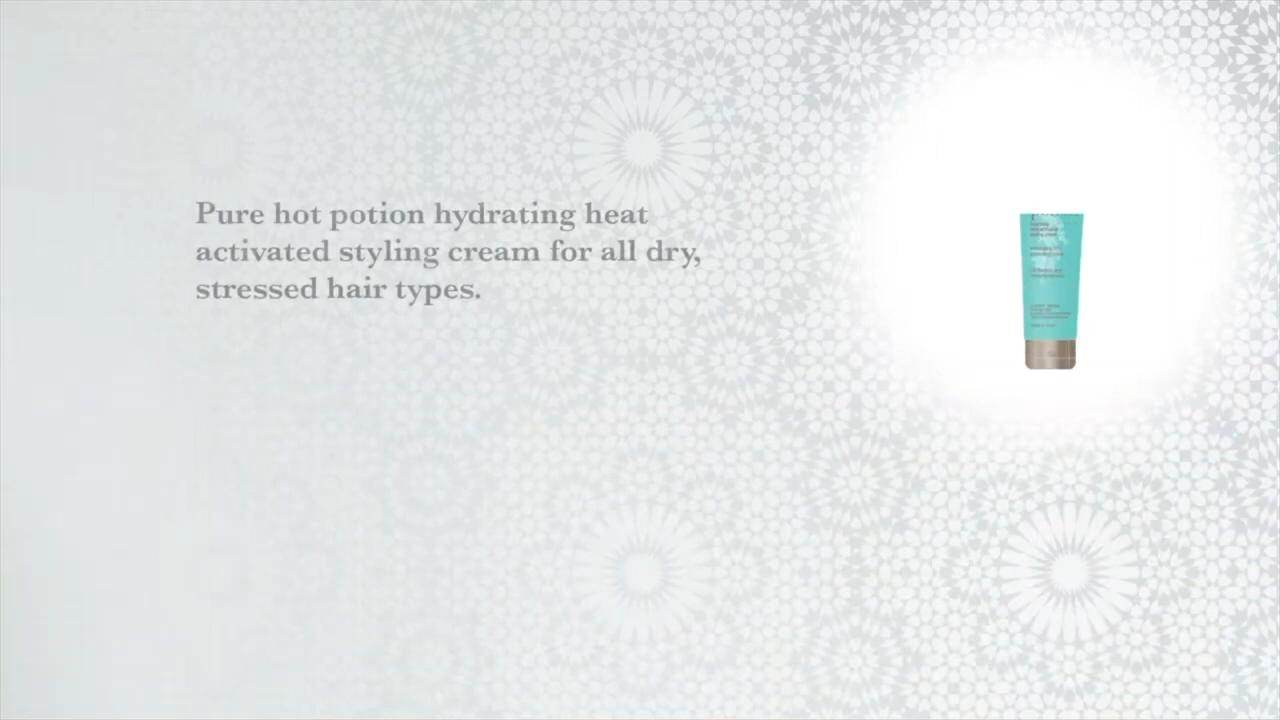 Pure hot potion hydrating heat
activated styling cream for all dry,
stressed hair types.